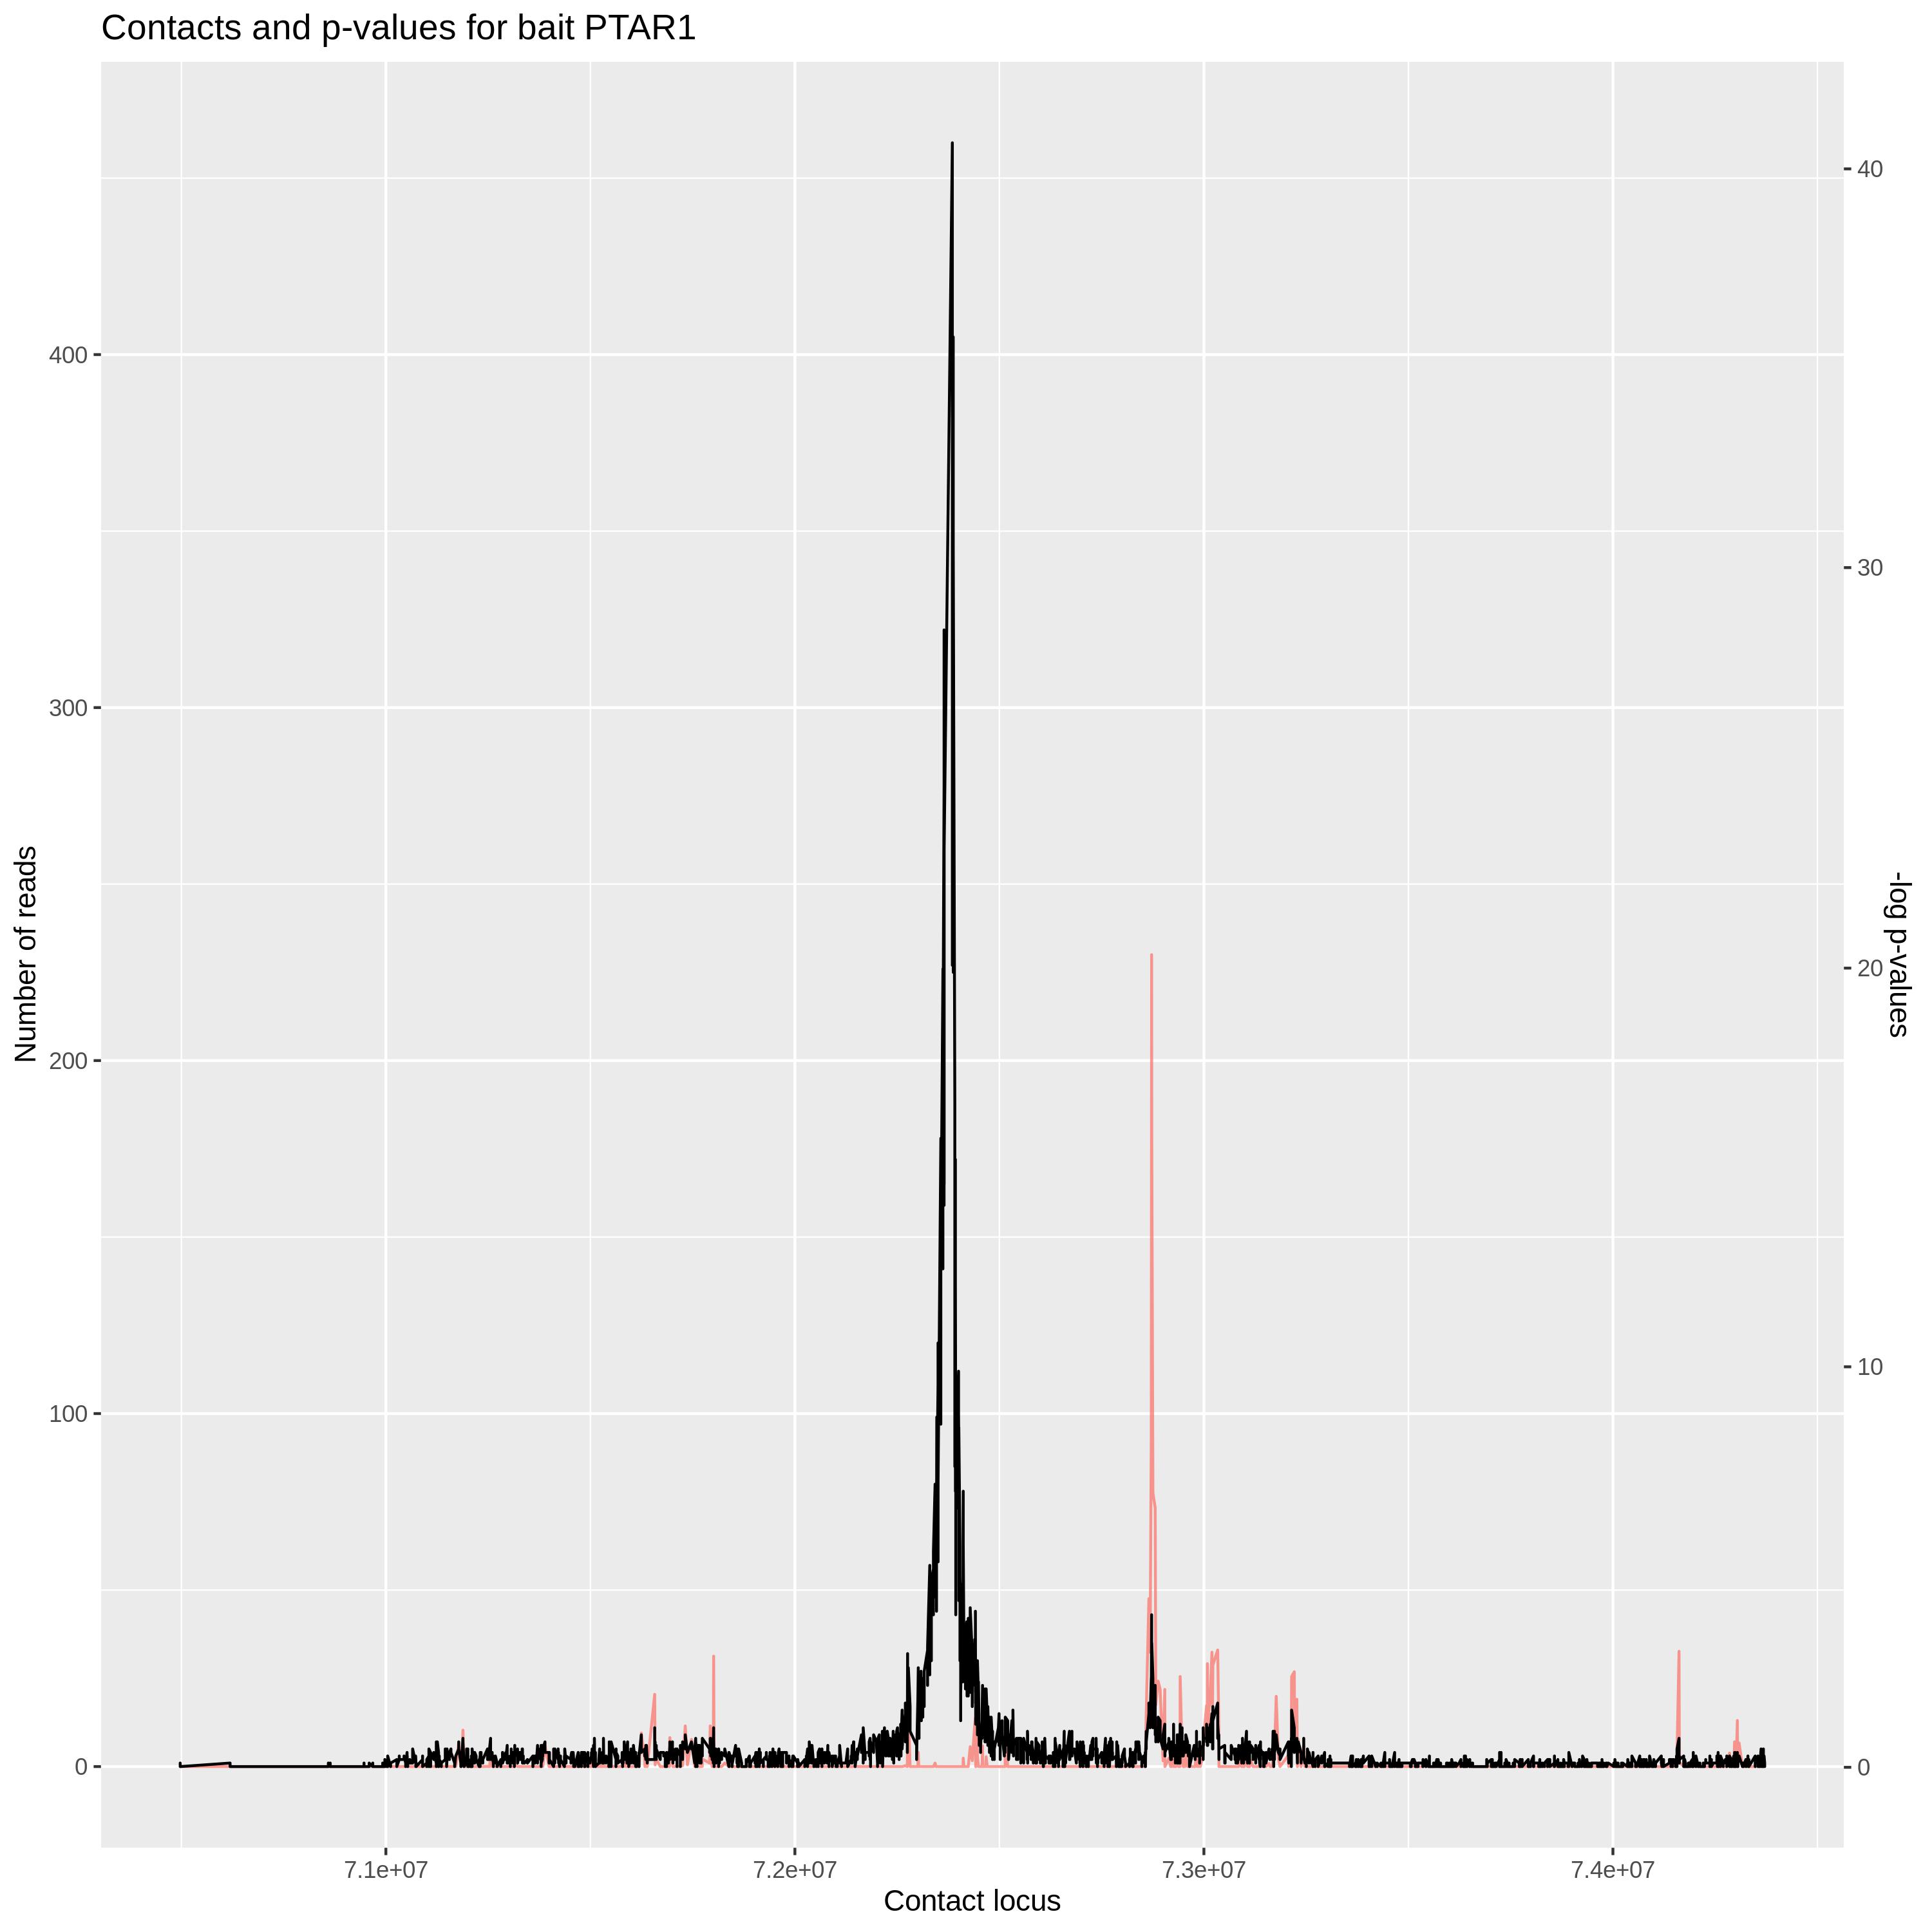 Contacts and p-values for bait PTAR1
Number of reads
400
300
200
100
0
40
30
20
10
0
-log p-values
7.1e+07 7.2e+07 7.3e+07 7.4e+07
Contact locus